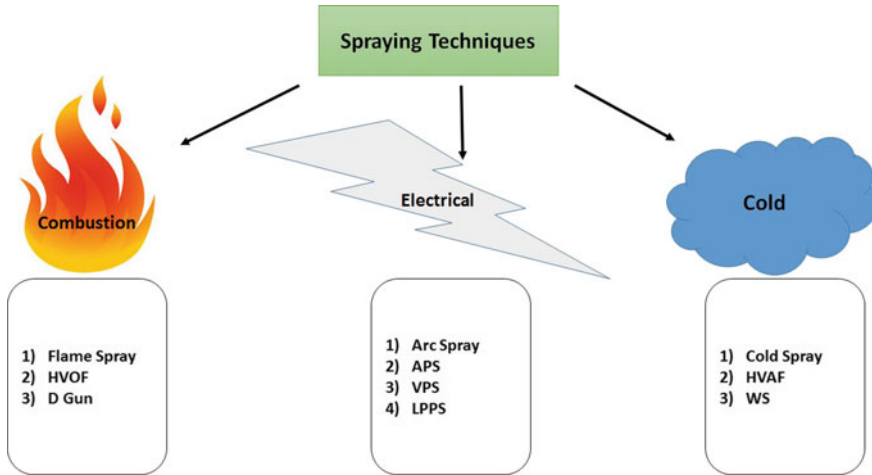 Spraying Techniques
Combustion
Electrical
Cold
1) Flame Spray
2) HVOF
3) D Gun
1) Arc Spray
2) APS
3) VPS
4) LPPS
1) Cold Spray
2) HVAF
3) WS